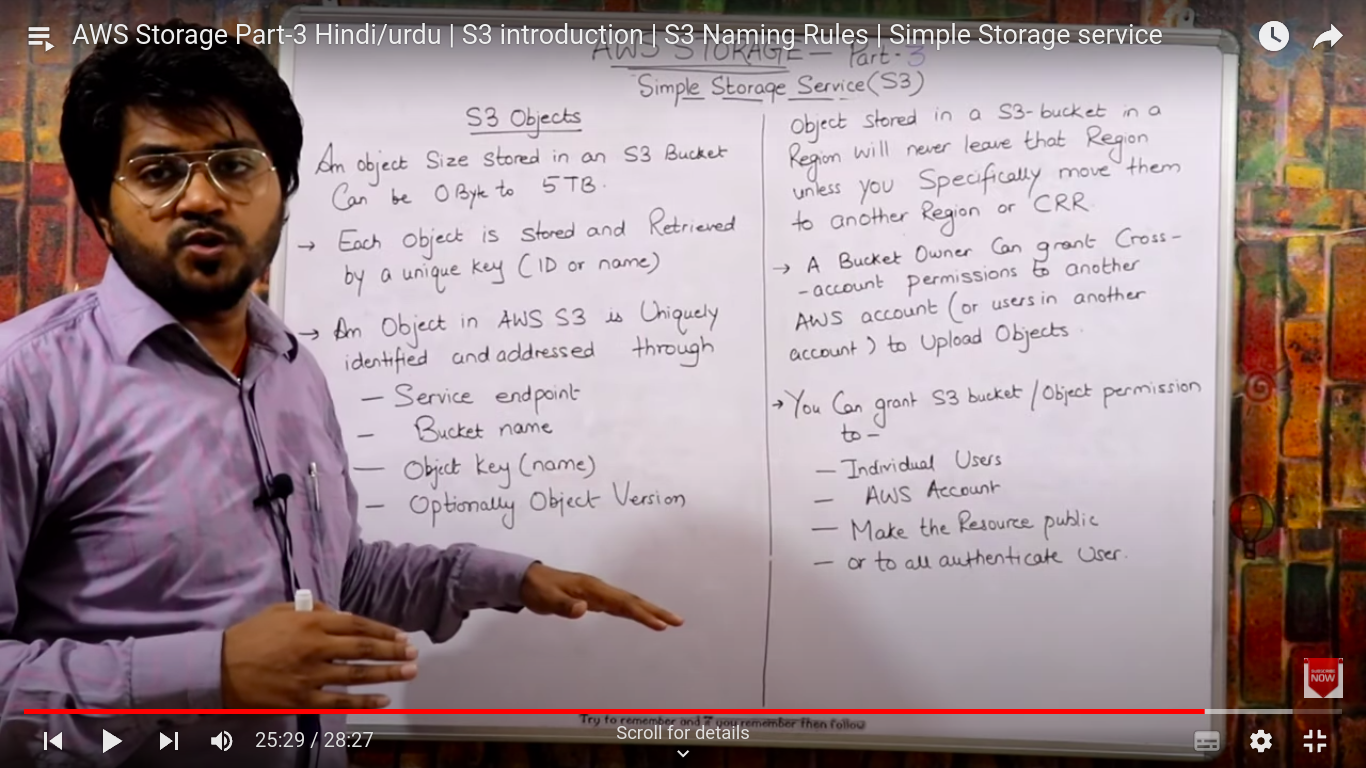 AWS Storage Part-3 Hindi/urdu | S3 introduction | S3 Naming Rules | Simple Storage service
AWS STORAGE — Part-3
Simple Storage Service (S3)
S3 Objects
An object Size stored in an S3 Bucket
Can be 0 Byte to 5TB.
→ Each object is stored and Retrieved
by a unique key (ID or name)
→ An Object in AWS S3 is Uniquely
identified and addressed through
— Service endpoint
— Bucket name
— Object key (name)
— Optionally Object Version
Object stored in a S3-bucket in a
Region will never leave that Region
unless you Specifically move them
to another Region or CRR.
→ A Bucket Owner Can grant Cross-
-account permissions to another
AWS account (or users in another
account) to Upload Objects.
→ You Can grant S3 bucket / Object permission
to —
— Individual Users
— AWS Account
— Make the Resource public
— or to all authenticate User.
SUBSCRIBE
NOW
Try to remember and if you remember then follow
25:29 / 28:27
Scroll for details